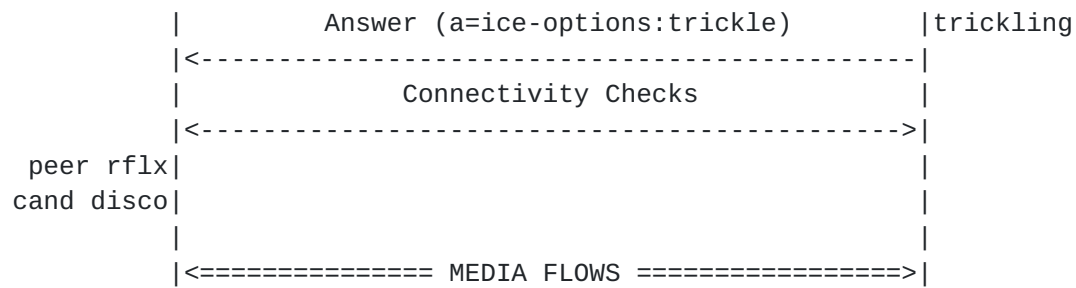 |         Answer (a=ice-options:trickle)        |trickling
|<----------------------------------------------|
|              Connectivity Checks              |
|<--------------------------------------------->|
peer rflx|                                               |
cand disco|                                               |
|                                               |
|<=============== MEDIA FLOWS =================>|